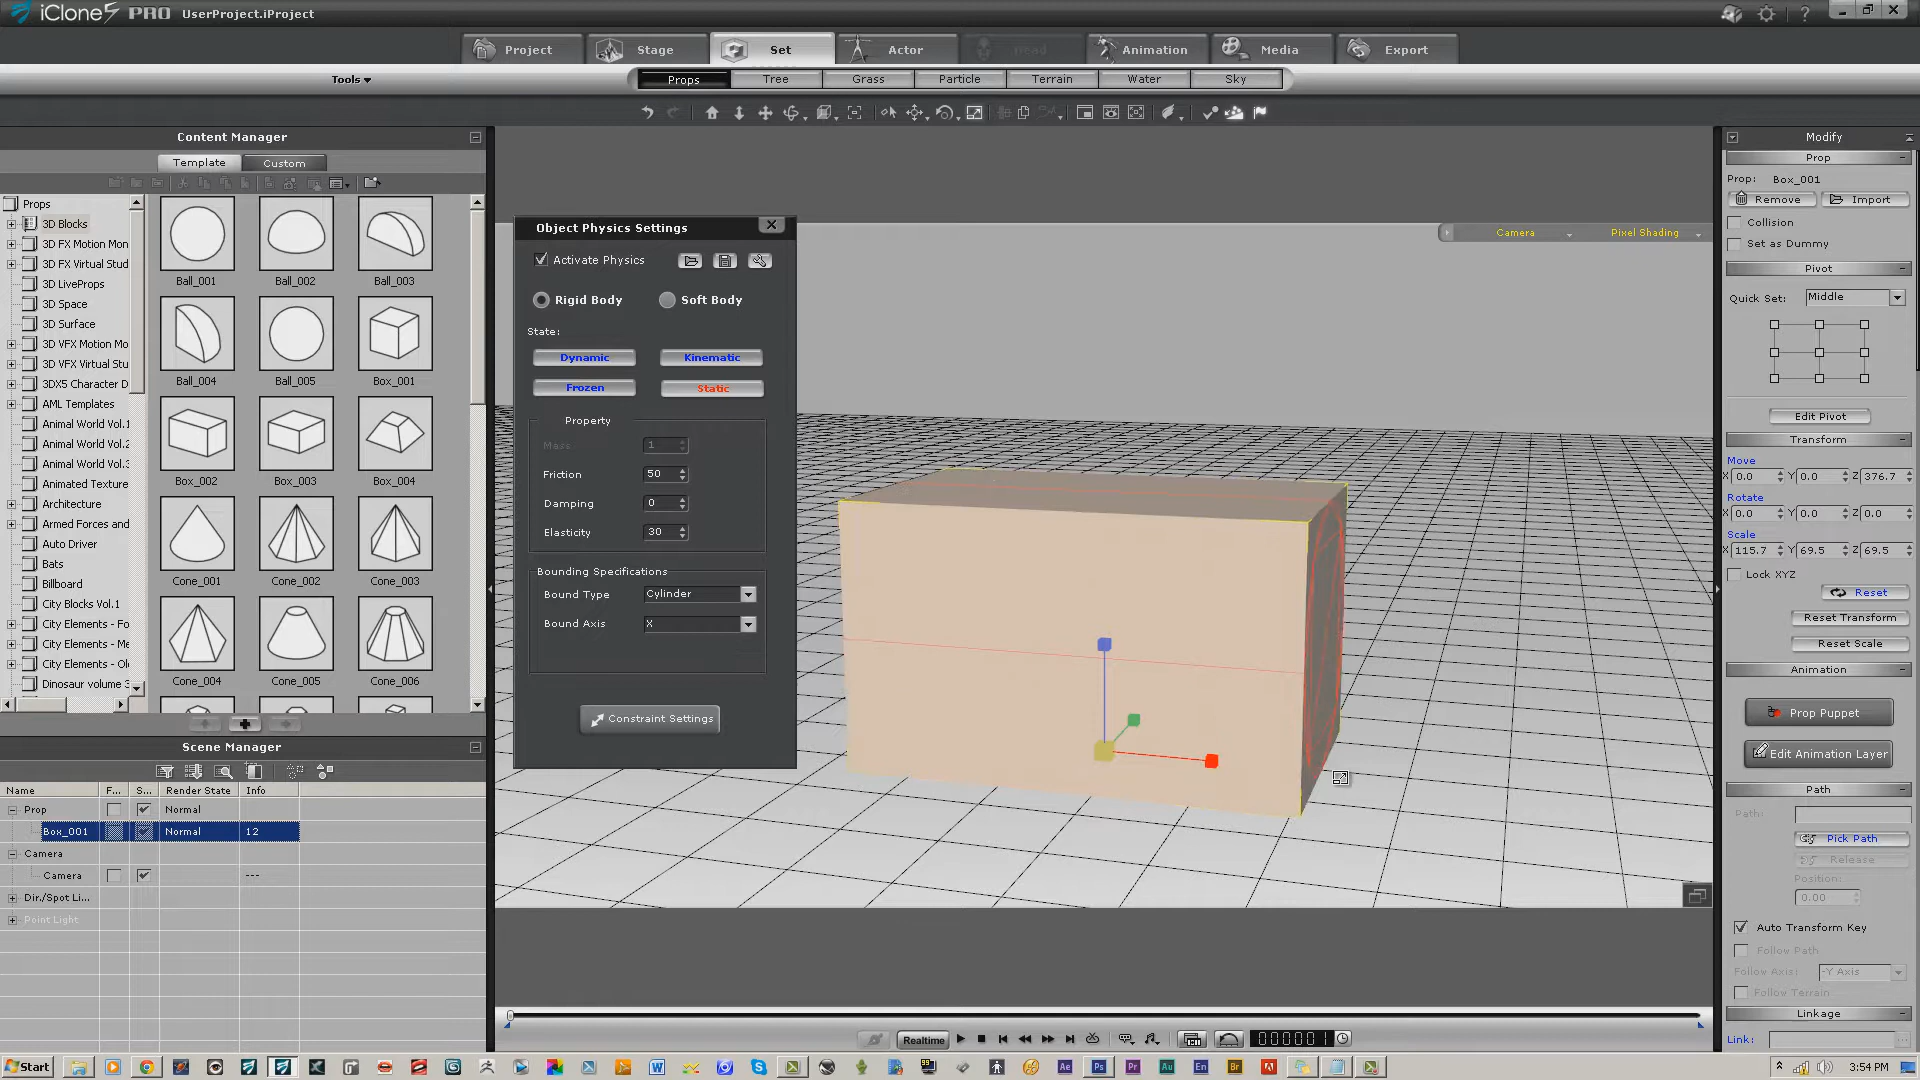 iClone5 PRO UserProject.iProject
Project Stage Set Actor Head Animation Media Export
Tools
Props Tree Grass Particle Terrain Water Sky
Content Manager
Template Custom
Props
3D Blocks
3D FX Motion Mon
3D FX Virtual Stud
3D LiveProps
3D Space
3D Surface
3D VFX Motion Mo
3D VFX Virtual Stu
3DX5 Character D
AML Templates
Animal World Vol.1
Animal World Vol.2
Animal World Vol.3
Animated Texture
Architecture
Armed Forces and
Auto Driver
Bats
Billboard
City Blocks Vol.1
City Elements - Fo
City Elements - Me
City Elements - Ol
Dinosaur volume 3
Ball_001 Ball_002 Ball_003
Ball_004 Ball_005 Box_001
Box_002 Box_003 Box_004
Cone_001 Cone_002 Cone_003
Cone_004 Cone_005 Cone_006
Scene Manager
Name F... S... Render State Info
Prop Normal
Box_001 Normal 12
Camera
Camera ---
Dir./Spot Li...
Point Light
Object Physics Settings
Activate Physics
Rigid Body Soft Body
State:
Dynamic Kinematic
Frozen Static
Property
Mass 1
Friction 50
Damping 0
Elasticity 30
Bounding Specifications
Bound Type Cylinder
Bound Axis X
Constraint Settings
Camera Pixel Shading
Modify
Prop
Prop: Box_001
Remove Import
Collision
Set as Dummy
Pivot
Quick Set: Middle
Edit Pivot
Transform
Move
X 0.0 Y 0.0 Z 376.7
Rotate
X 0.0 Y 0.0 Z 0.0
Scale
X 115.7 Y 69.5 Z 69.5
Lock XYZ
Reset
Reset Transform
Reset Scale
Animation
Prop Puppet
Edit Animation Layer
Path
Path:
Pick Path
Release
Position:
0.00
Auto Transform Key
Follow Path
Follow Axis: -Y Axis
Follow Terrain
Linkage
Link:
Realtime 000001
Start Ae Ps Pr Au En Br 3:54 PM